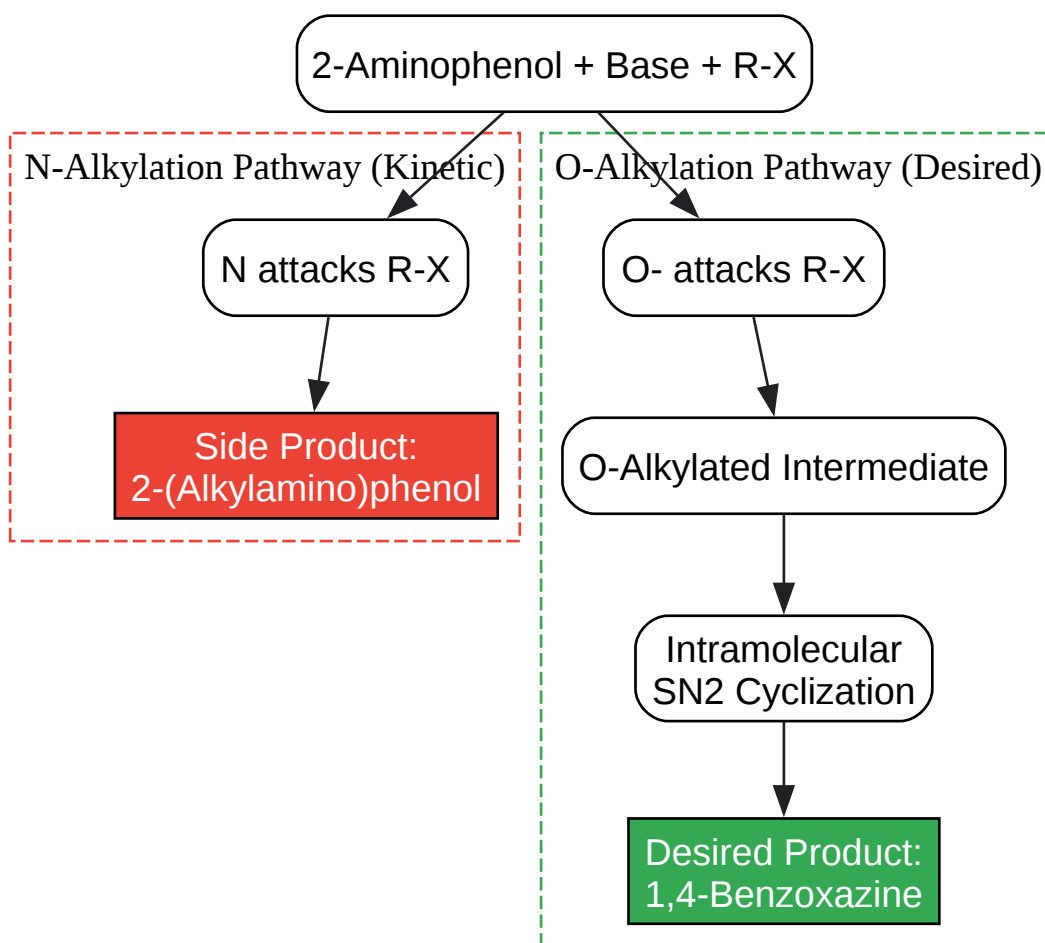 2-Aminophenol + Base + R-X
N-Alkylation Pathway (Kinetic)
N attacks R-X
Side Product:
2-(Alkylamino)phenol
O-Alkylation Pathway (Desired)
O- attacks R-X
O-Alkylated Intermediate
Intramolecular
SN2 Cyclization
Desired Product:
1,4-Benzoxazine